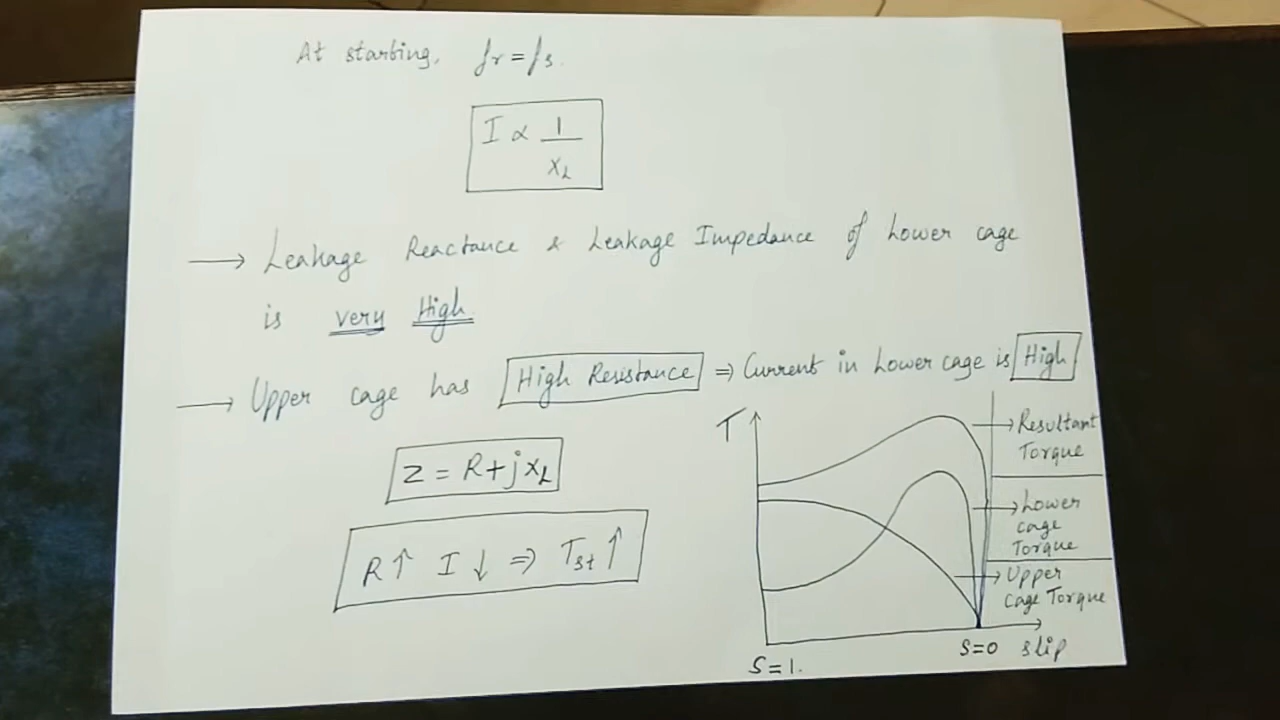 At starting, fr = fs.
I ∝ 1/XL
→ Leakage Reactance & Leakage Impedance of Lower cage
is very High.
→ Upper cage has High Resistance ⇒ Current in Lower cage is High
Z = R+jXL
R↑ I↓ ⇒ Tst↑
T
→ Resultant
Torque
→ Lower
cage
Torque
→ Upper
cage Torque
S=1.
S=0 slip